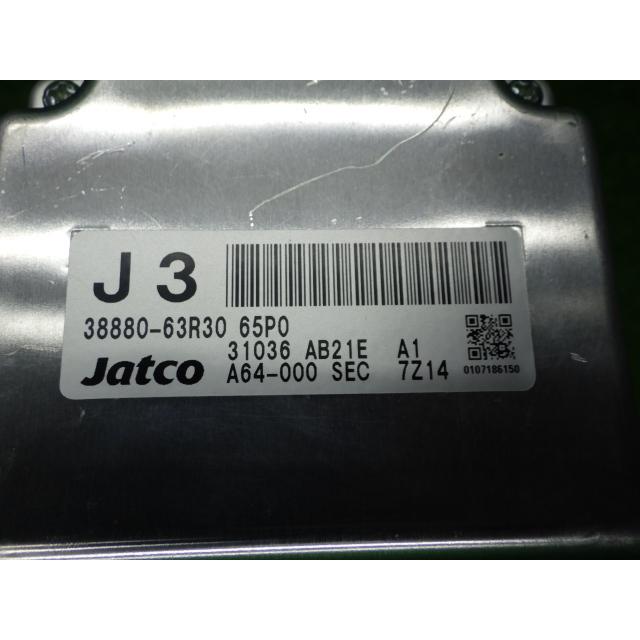 J 3
38880-63R30 65P0
31036 AB21E A1
Jatco A64-000 SEC 7Z14
0107186150